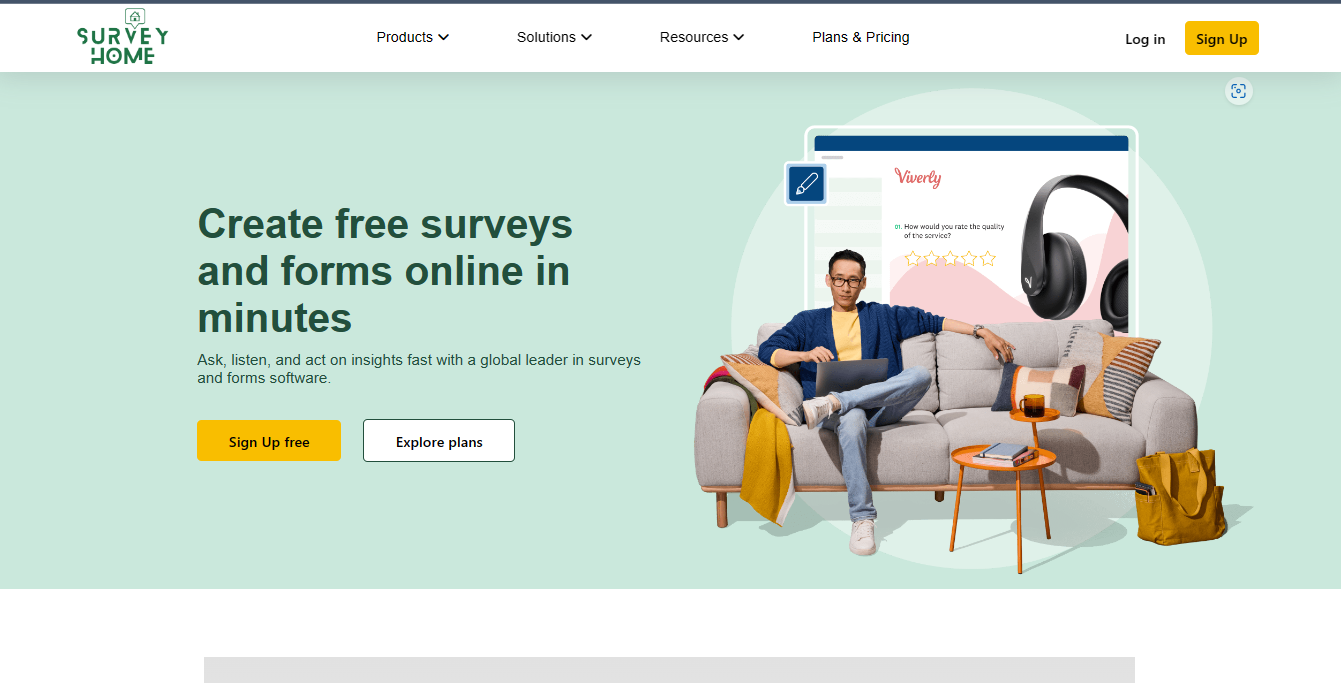 SURVEY
HOME
Products
Solutions
Resources
Plans & Pricing
Log in
Sign Up
Create free surveys
and forms online in
minutes
Ask, listen, and act on insights fast with a global leader in surveys
and forms software.
Sign Up free
Explore plans
Viverly
01. How would you rate the quality
of the service?